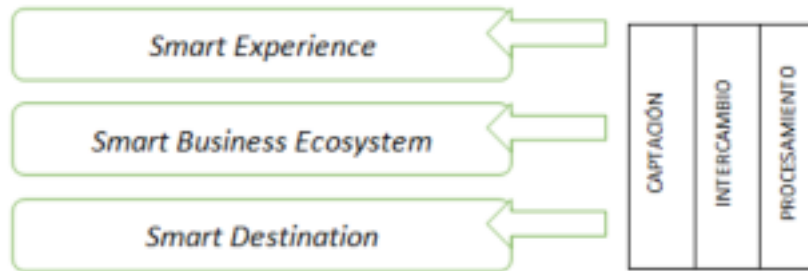 Smart Experience
Smart Business Ecosystem
Smart Destination
CAPTACIÓN
INTERCAMBIO
PROCESAMIENTO